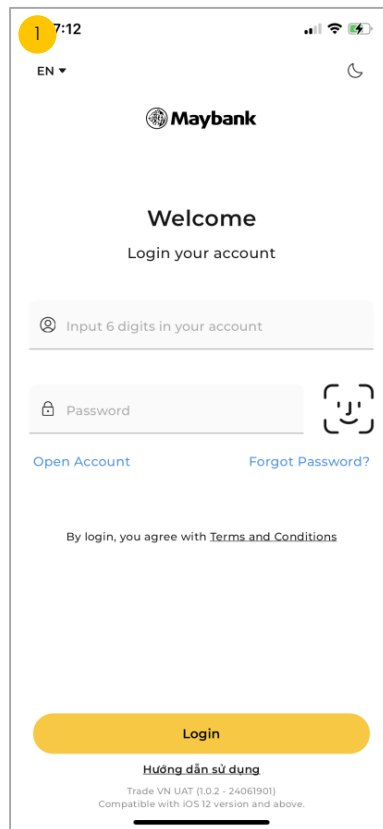 1 7:12
EN
Maybank
Welcome
Login your account
Input 6 digits in your account
Password
Open Account Forgot Password?
By login, you agree with Terms and Conditions
Login
Hướng dẫn sử dụng
Trade VN UAT (1.0.2 - 24061901)
Compatible with iOS 12 version and above.